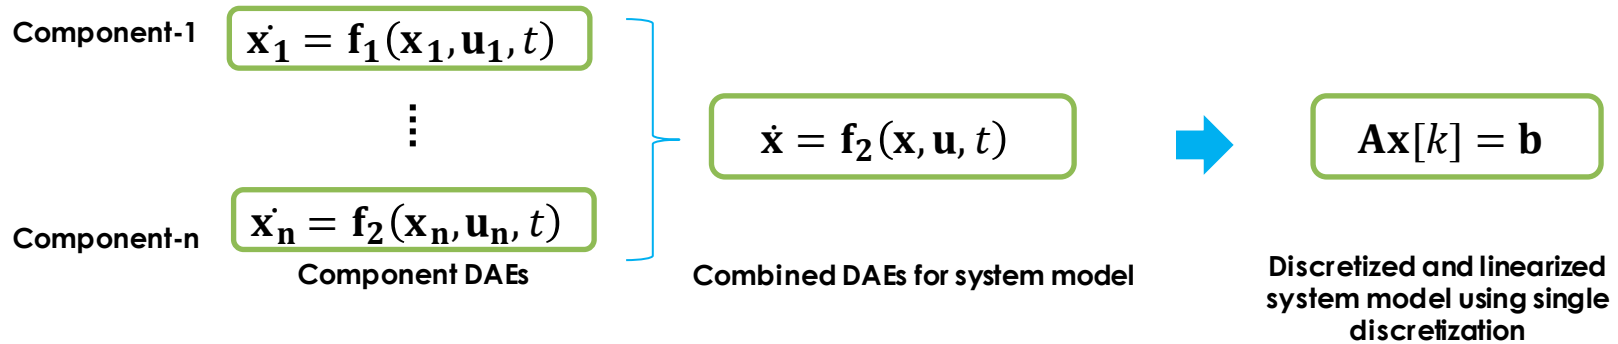 Component-1
ẋ₁ = f₁(x₁, u₁, t)
⋮
Component-n
ẋₙ = f₂(xₙ, uₙ, t)
Component DAEs
ẋ = f₂(x, u, t)
Combined DAEs for system model
Ax[k] = b
Discretized and linearized
system model using single
discretization